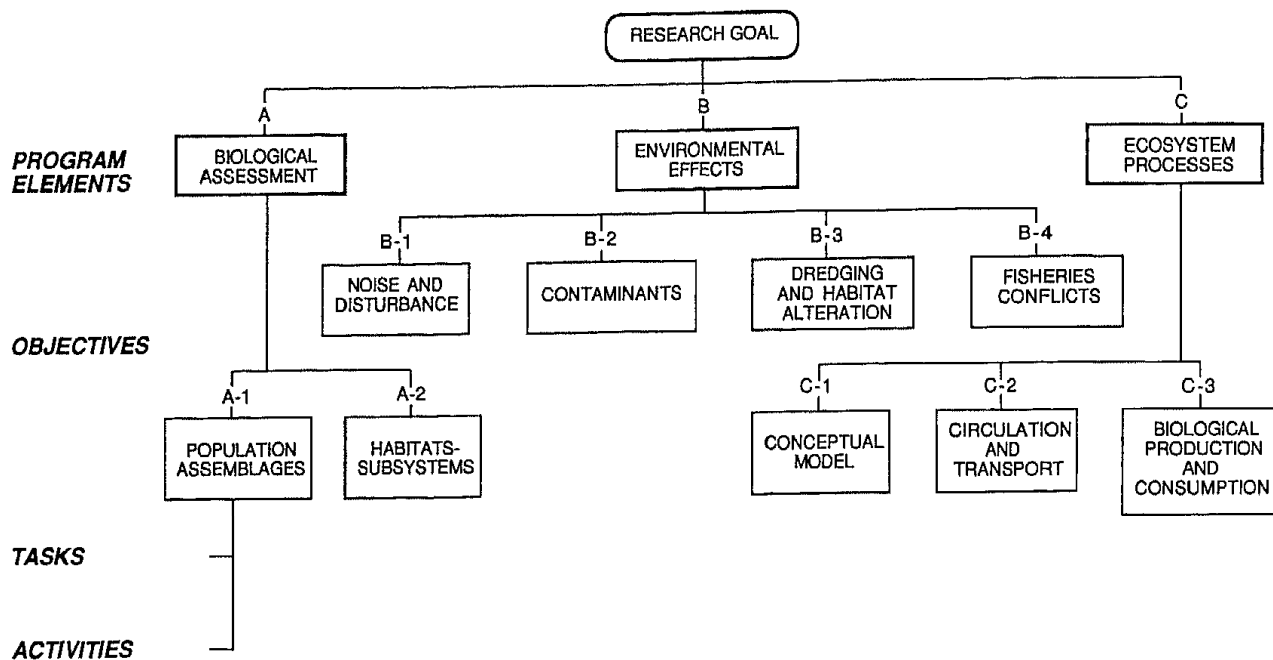 RESEARCH GOAL
A
B
C
PROGRAM
ELEMENTS
BIOLOGICAL
ASSESSMENT
ENVIRONMENTAL
EFFECTS
ECOSYSTEM
PROCESSES
B-1
B-2
B-3
B-4
NOISE AND
DISTURBANCE
CONTAMINANTS
DREDGING
AND HABITAT
ALTERATION
FISHERIES
CONFLICTS
OBJECTIVES
A-1
A-2
C-1
C-2
C-3
POPULATION
ASSEMBLAGES
HABITATS-
SUBSYSTEMS
CONCEPTUAL
MODEL
CIRCULATION
AND
TRANSPORT
BIOLOGICAL
PRODUCTION
AND
CONSUMPTION
TASKS
ACTIVITIES